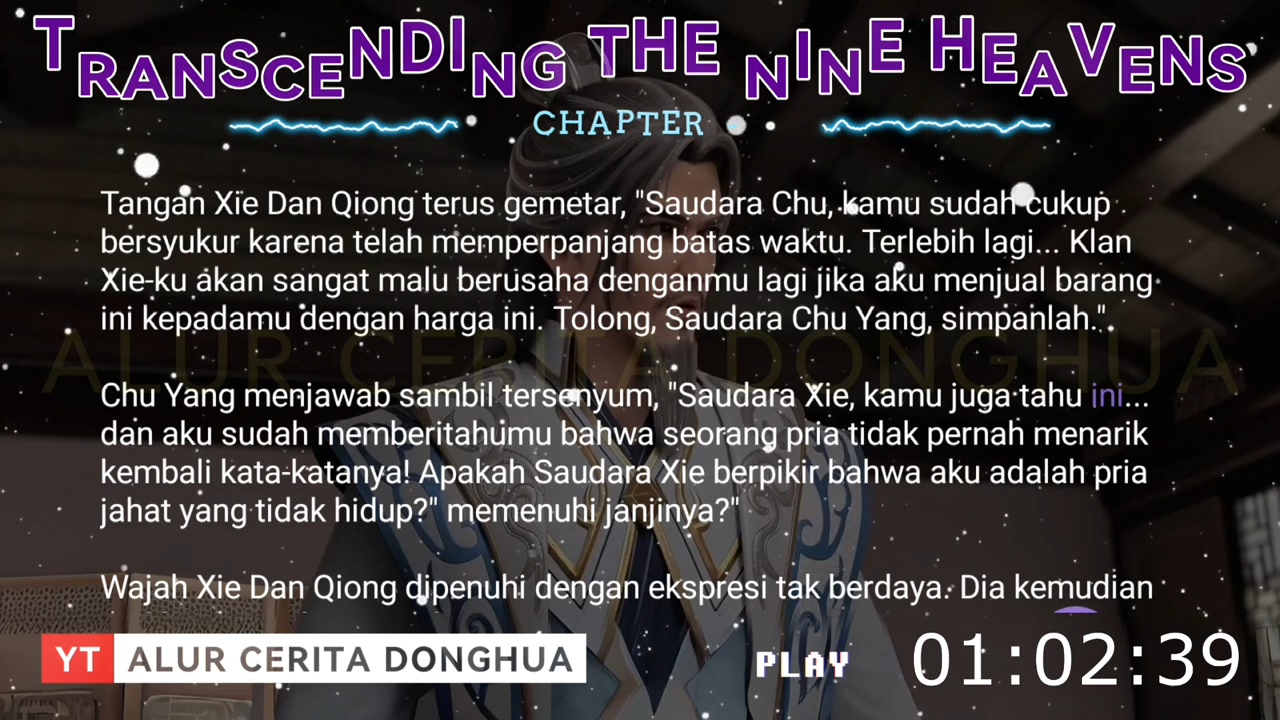 TRANSCENDING THE NINE HEAVENS
CHAPTER
Tangan Xie Dan Qiong terus gemetar, "Saudara Chu, kamu sudah cukup
bersyukur karena telah memperpanjang batas waktu. Terlebih lagi... Klan
Xie-ku akan sangat malu berusaha denganmu lagi jika aku menjual barang
ini kepadamu dengan harga ini. Tolong, Saudara Chu Yang, simpanlah.".
ALUR CERITA DONGHUA
Chu Yang menjawab sambil tersenyum, "Saudara Xie, kamu juga tahu ini...
dan aku sudah memberitahumu bahwa seorang pria tidak pernah menarik
kembali kata-katanya! Apakah Saudara Xie berpikir bahwa aku adalah pria
jahat yang tidak hidup?" memenuhi janjinya?"
Wajah Xie Dan Qiong dipenuhi dengan ekspresi tak berdaya. Dia kemudian
YT ALUR CERITA DONGHUA
PLAY 01:02:39